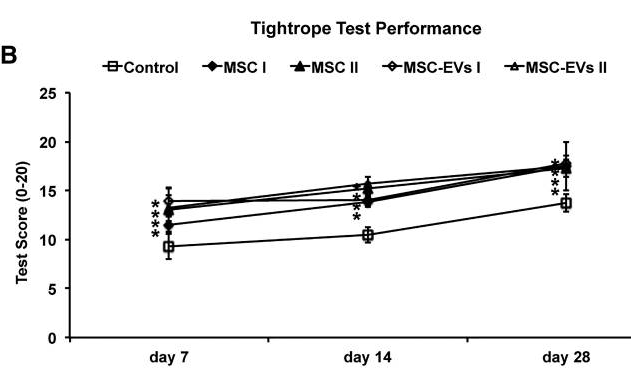 Tightrope Test Performance
B
Control MSC I MSC II MSC-EVs I MSC-EVs II
25
20
15
10
5
0
Test Score (0-20)
* * * *
* * * *
* * * *
day 7 day 14 day 28